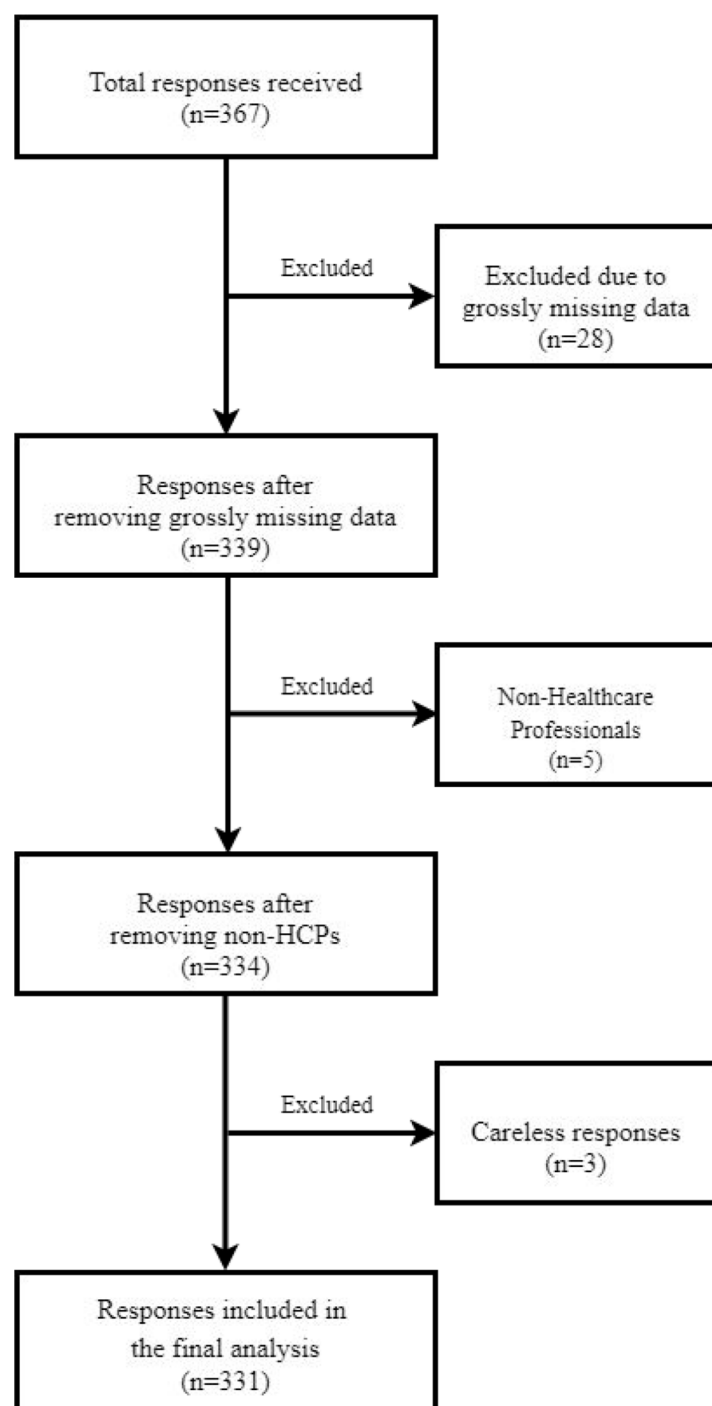 Total responses received
(n=367)
Excluded
Excluded due to
grossly missing data
(n=28)
Responses after
removing grossly missing data
(n=339)
Excluded
Non-Healthcare
Professionals
(n=5)
Responses after
removing non-HCPs
(n=334)
Excluded
Careless responses
(n=3)
Responses included in
the final analysis
(n=331)